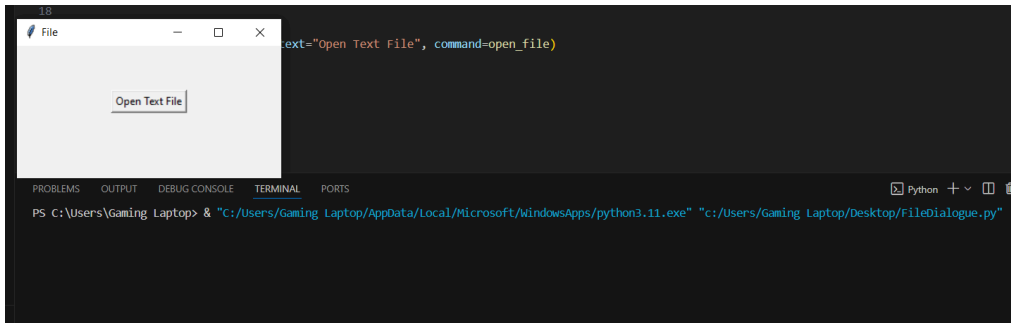 18
File
text="Open Text File", command=open_file)
Open Text File
PROBLEMS OUTPUT DEBUG CONSOLE TERMINAL PORTS Python
PS C:\Users\Gaming Laptop> & "C:/Users/Gaming Laptop/AppData/Local/Microsoft/WindowsApps/python3.11.exe" "c:/Users/Gaming Laptop/Desktop/FileDialogue.py"